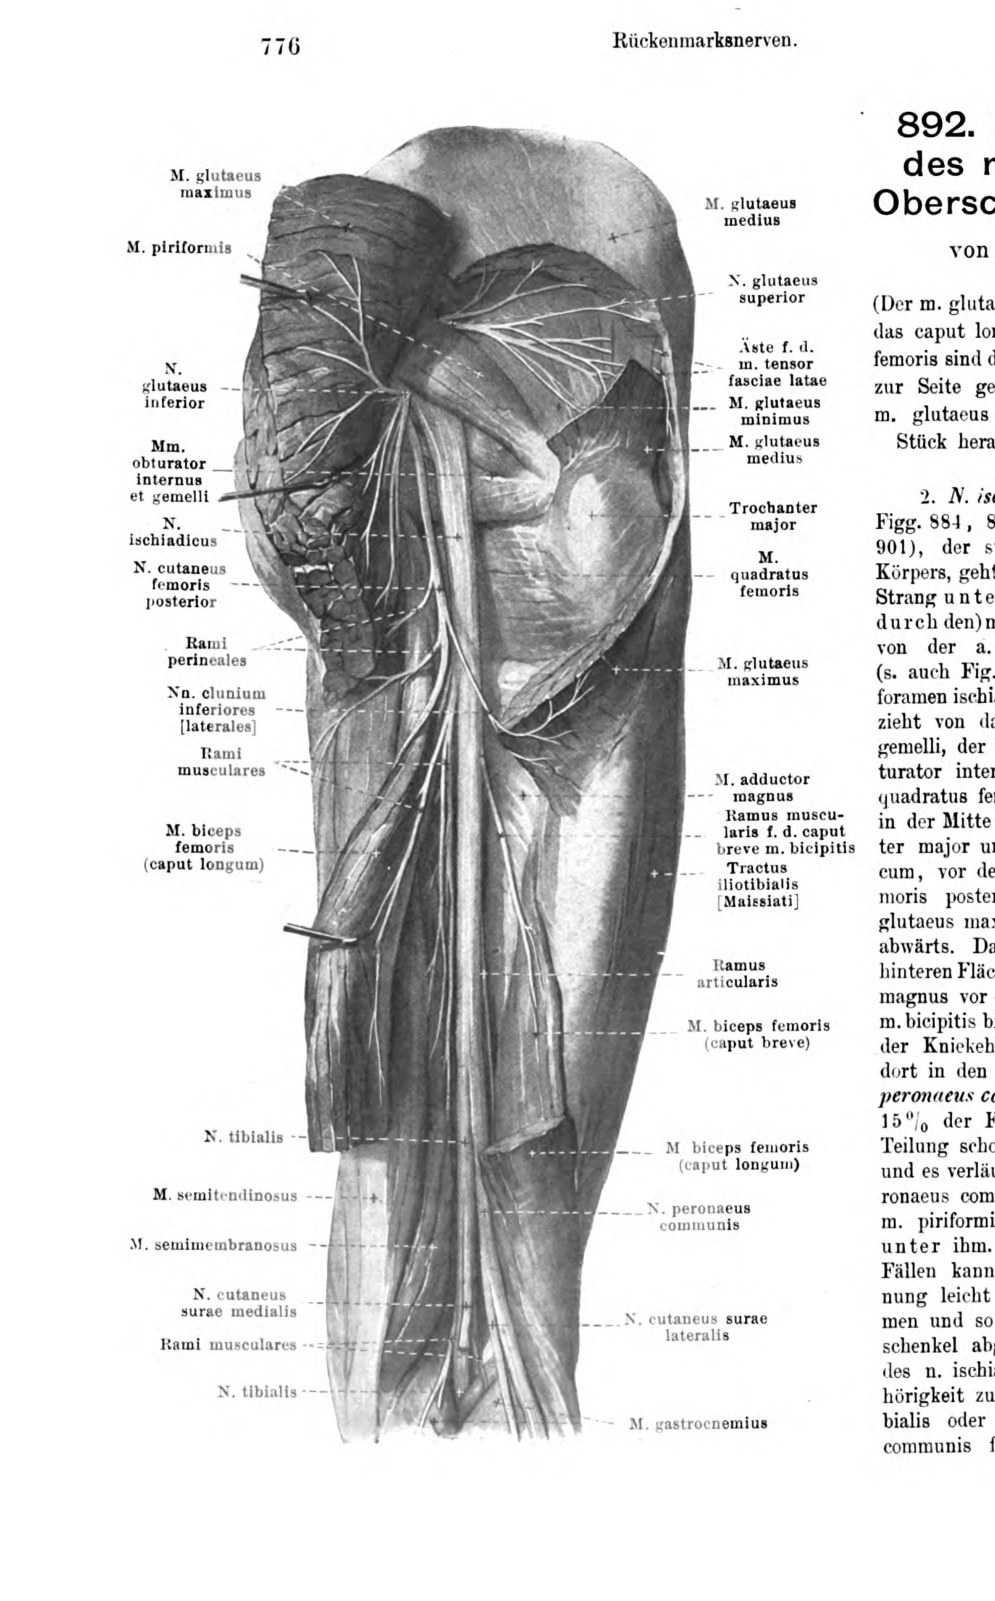 776
Rückenmarksnerven.
M. glutaeus
maximus
M. piriformis
N.
glutaeus
inferior
Mm.
obturator
internus
et gemelli
N.
ischiadicus
N. cutaneus
femoris
posterior
Rami
perineales
Nn. clunium
inferiores
[laterales]
Rami
musculares
M. biceps
femoris
(caput longum)
N. tibialis
M. semitendinosus
M. semimembranosus
N. cutaneus
surae medialis
Rami musculares
N. tibialis
M. glutaeus
medius
N. glutaeus
superior
Äste f. d.
m. tensor
fasciae latae
M. glutaeus
minimus
M. glutaeus
medius
Trochanter
major
M.
quadratus
femoris
M. glutaeus
maximus
M. adductor
magnus
Ramus muscu-
laris f. d. caput
breve m. bicipitis
Tractus
iliotibialis
[Maissiati]
Ramus
articularis
M. biceps femoris
(caput breve)
M biceps femoris
(caput longum)
N. peronaeus
communis
N. cutaneus surae
lateralis
M. gastrocnemius
892.
des
Obersc
von
(Der m. gluta
das caput lo
femoris sind d
zur Seite ge
m. glutaeus
Stück hera
2. N. isc
Figg. 884, 8
901), der s
Körpers, geht
Strang unte
durch den) m
von der a.
(s. auch Fig.
foramen ischi
zieht von da
gemelli, der
turator inter
quadratus fe
in der Mitte
ter major u
cum, vor de
moris poster
glutaeus max
abwärts. Da
hinteren Fläc
magnus vor
m. bicipitis b
der Kniekeh
dort in den
peronaeus co
15% der F
Teilung scho
und es verläu
ronaeus com
m. piriformi
unter ihm.
Fällen kann
nung leicht
men und so
schenkel ab
des n. ischi
hörigkeit zu
bialis oder
communis f